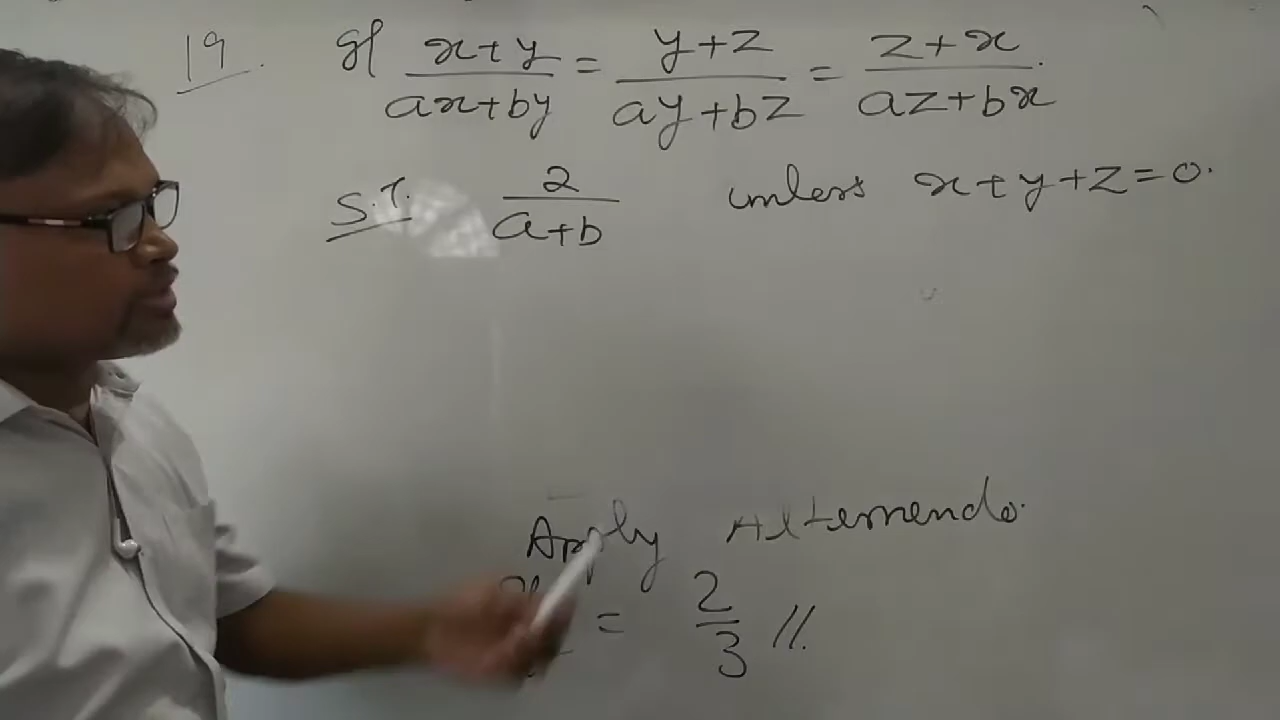 19. If x+y/ax+by = y+z/ay+bz = z+x/az+bx.
S.T. 2/a+b unless x+y+z=0.
Apply Alternendo.
= 2/3 //.